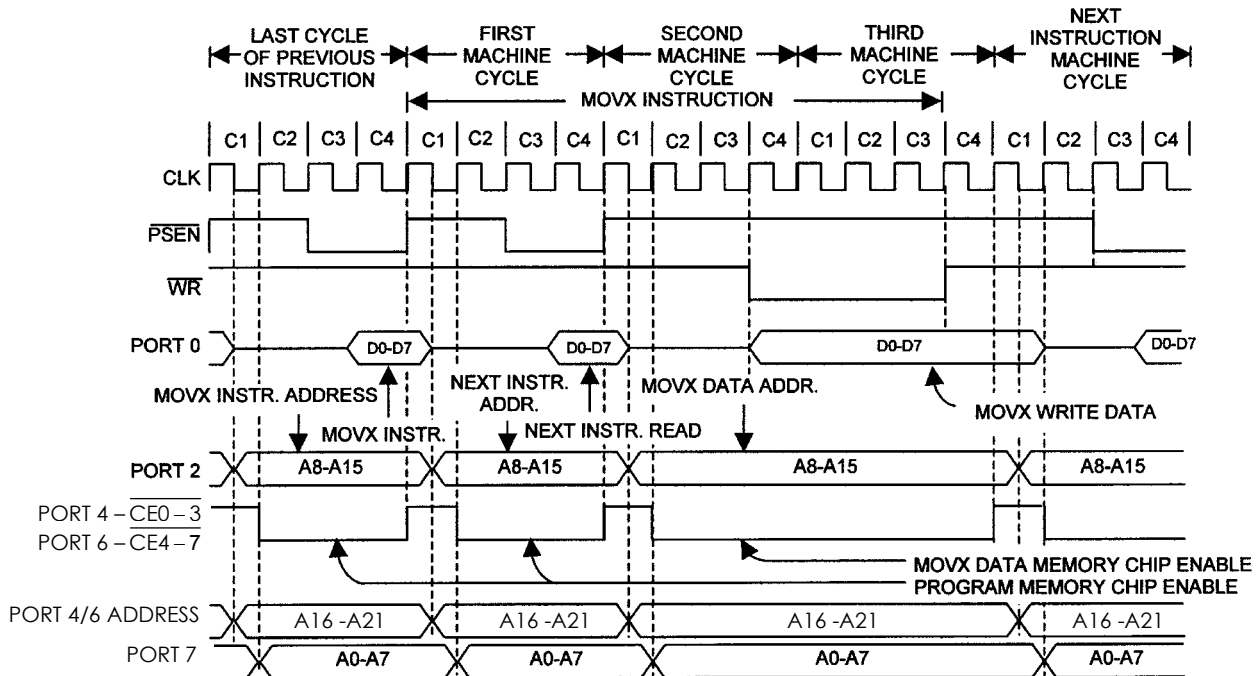 LAST CYCLE
OF PREVIOUS
INSTRUCTION
FIRST
MACHINE
CYCLE
SECOND
MACHINE
CYCLE
THIRD
MACHINE
CYCLE
NEXT
INSTRUCTION
MACHINE
CYCLE
MOVX INSTRUCTION
C1 C2 C3 C4 C1 C2 C3 C4 C1 C2 C3 C4 C1 C2 C3 C4 C1 C2 C3 C4
CLK
PSEN
WR
PORT 0
D0-D7 D0-D7 D0-D7 D0-D7
MOVX INSTR. ADDRESS
MOVX INSTR.
NEXT INSTR.
ADDR.
NEXT INSTR. READ
MOVX DATA ADDR.
MOVX WRITE DATA
PORT 2
A8-A15 A8-A15 A8-A15 A8-A15
PORT 4 – CE0 – 3
PORT 6 – CE4 – 7
MOVX DATA MEMORY CHIP ENABLE
PROGRAM MEMORY CHIP ENABLE
PORT 4/6 ADDRESS
A16 -A21 A16 -A21 A16 -A21 A16 -A21
PORT 7
A0-A7 A0-A7 A0-A7 A0-A7